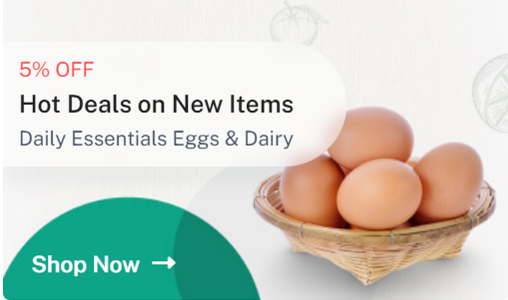 5% OFF
Hot Deals on New Items
Daily Essentials Eggs & Dairy
Shop Now →